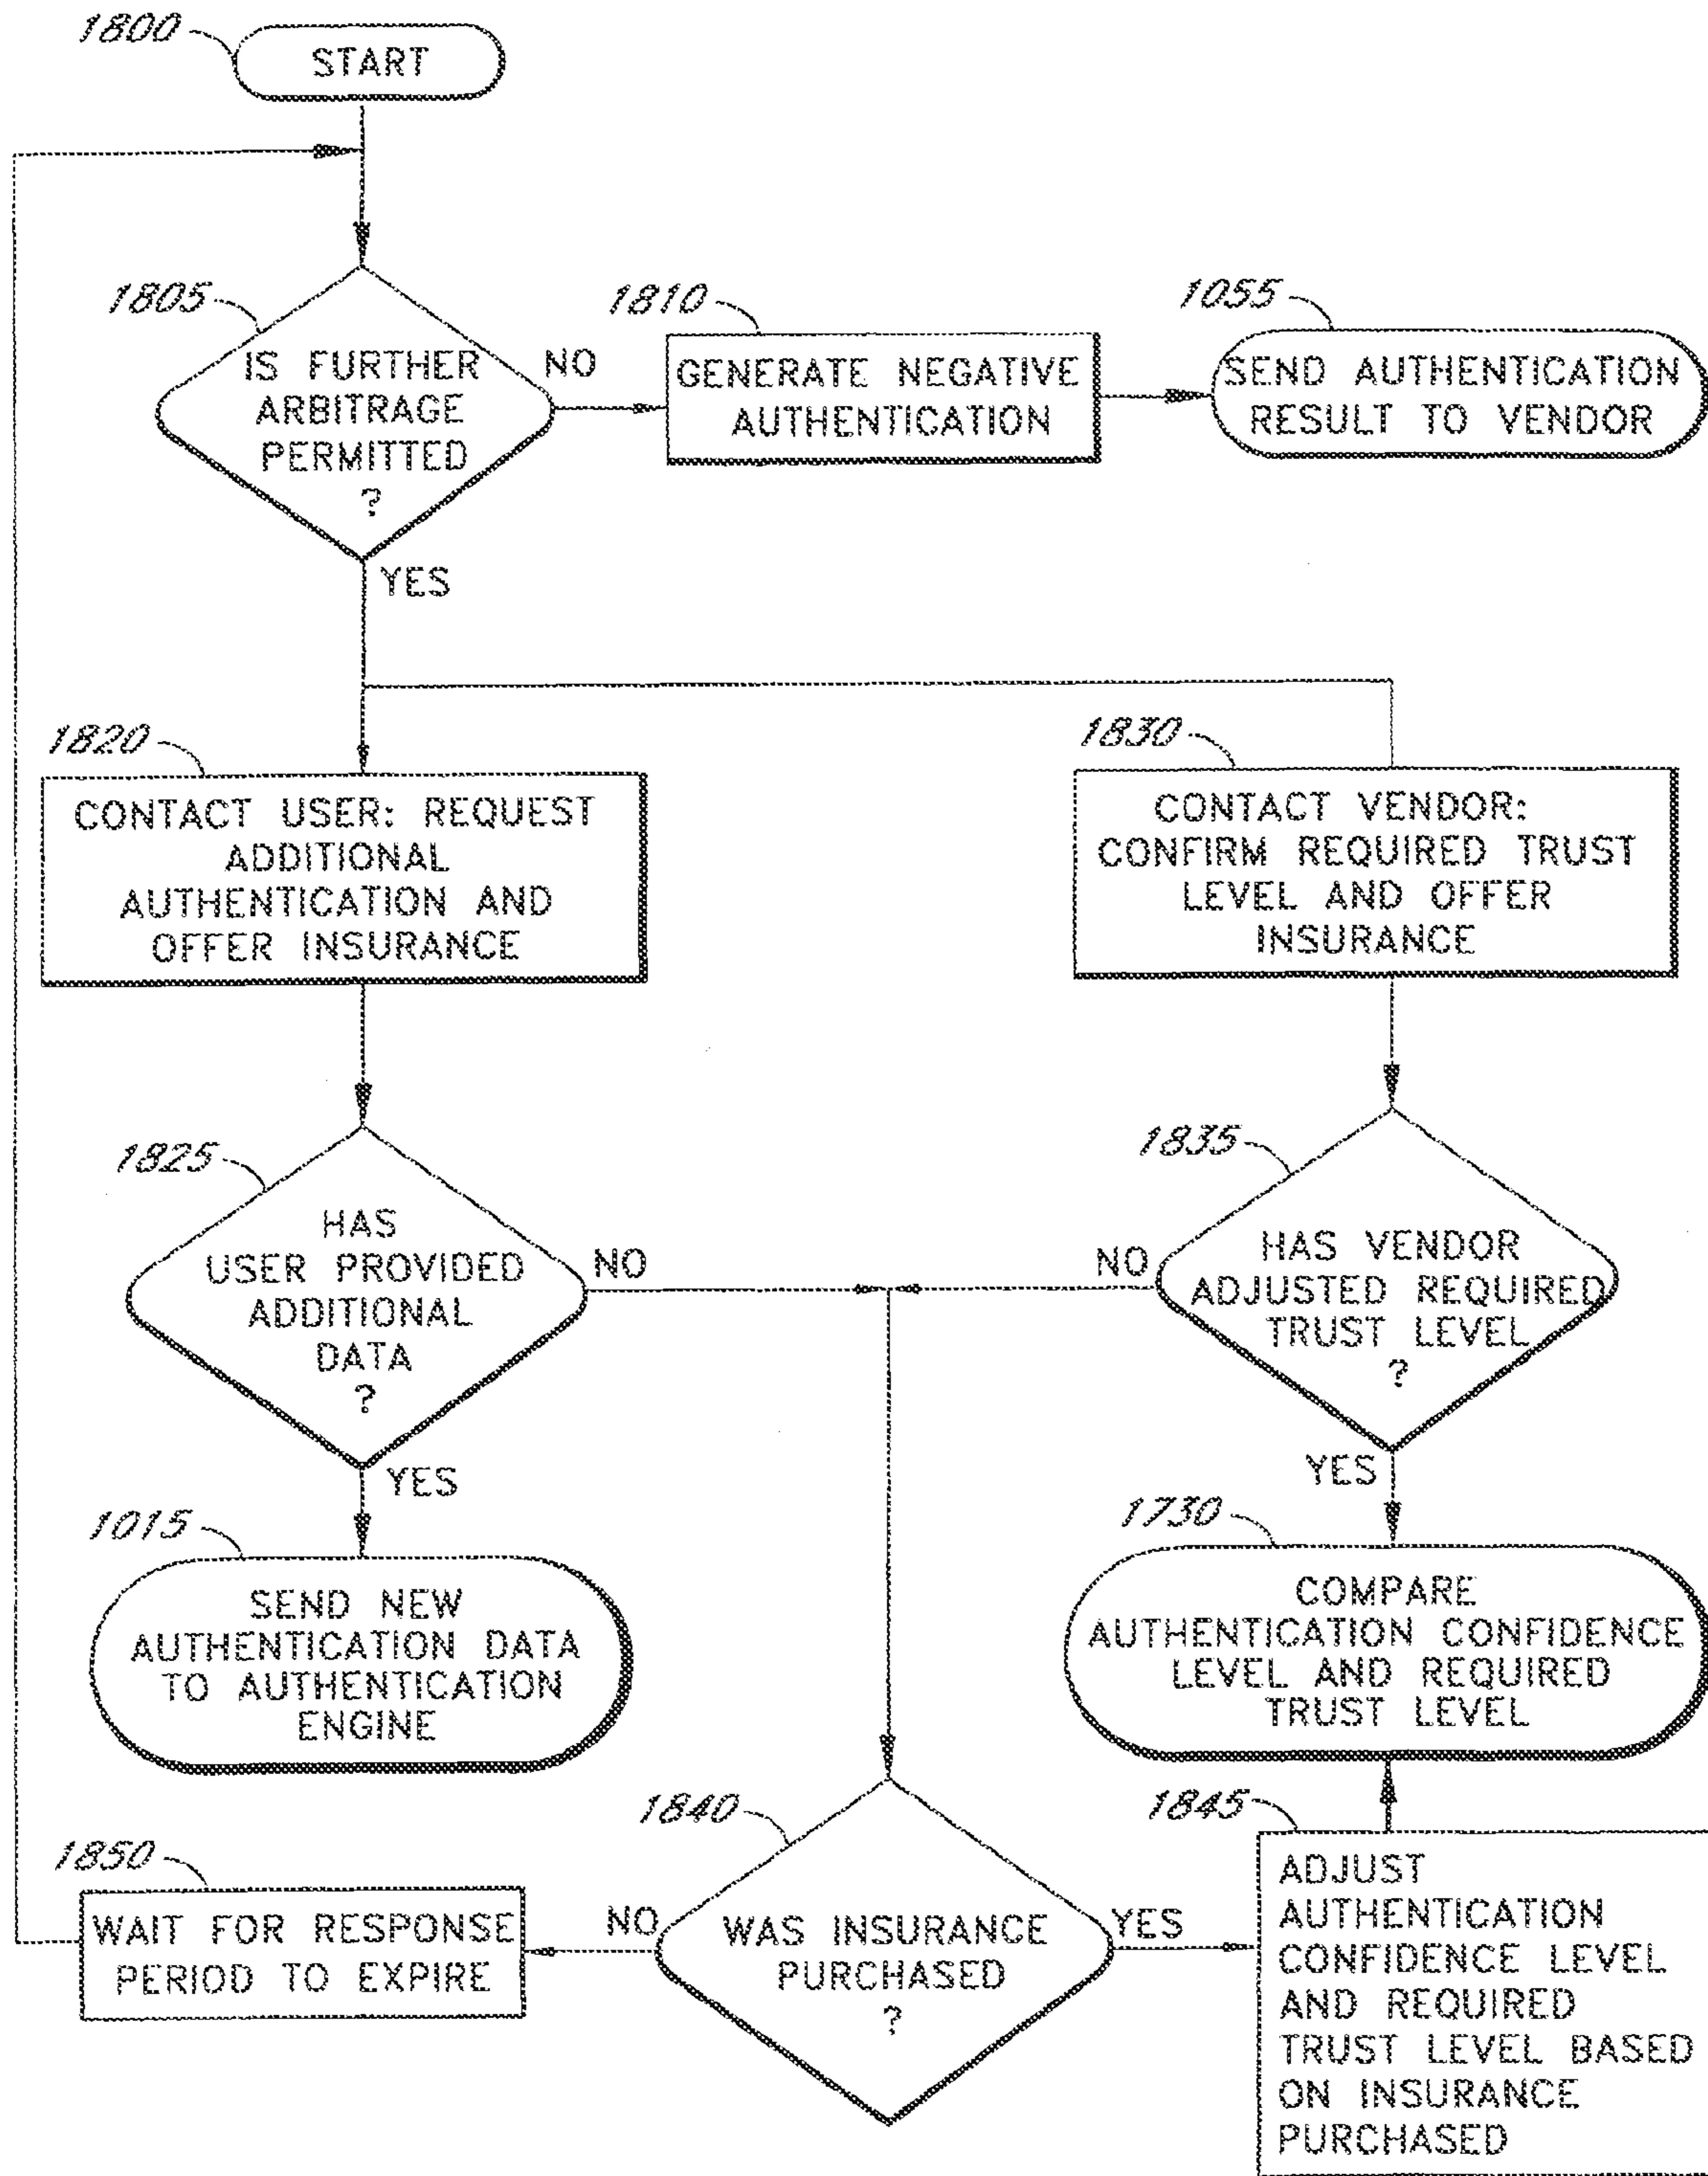 1800
START
1805
IS FURTHER
ARBITRAGE
PERMITTED
?
NO
YES
1810
GENERATE NEGATIVE
AUTHENTICATION
1055
SEND AUTHENTICATION
RESULT TO VENDOR
1820
CONTACT USER: REQUEST
ADDITIONAL
AUTHENTICATION AND
OFFER INSURANCE
1830
CONTACT VENDOR:
CONFIRM REQUIRED TRUST
LEVEL AND OFFER
INSURANCE
1825
HAS
USER PROVIDED
ADDITIONAL
DATA
?
NO
YES
1835
HAS VENDOR
ADJUSTED REQUIRED
TRUST LEVEL
?
NO
YES
1015
SEND NEW
AUTHENTICATION DATA
TO AUTHENTICATION
ENGINE
1730
COMPARE
AUTHENTICATION CONFIDENCE
LEVEL AND REQUIRED
TRUST LEVEL
1840
WAS INSURANCE
PURCHASED
?
NO
YES
1845
ADJUST
AUTHENTICATION
CONFIDENCE LEVEL
AND REQUIRED
TRUST LEVEL BASED
ON INSURANCE
PURCHASED
1850
WAIT FOR RESPONSE
PERIOD TO EXPIRE